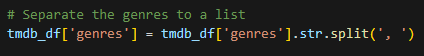 # Separate the genres to a list
tmdb_df['genres'] = tmdb_df['genres'].str.split(', ')